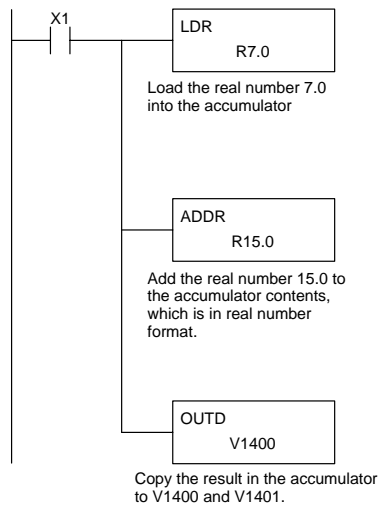 X1
LDR
R7.0
Load the real number 7.0
into the accumulator
ADDR
R15.0
Add the real number 15.0 to
the accumulator contents,
which is in real number
format.
OUTD
V1400
Copy the result in the accumulator
to V1400 and V1401.